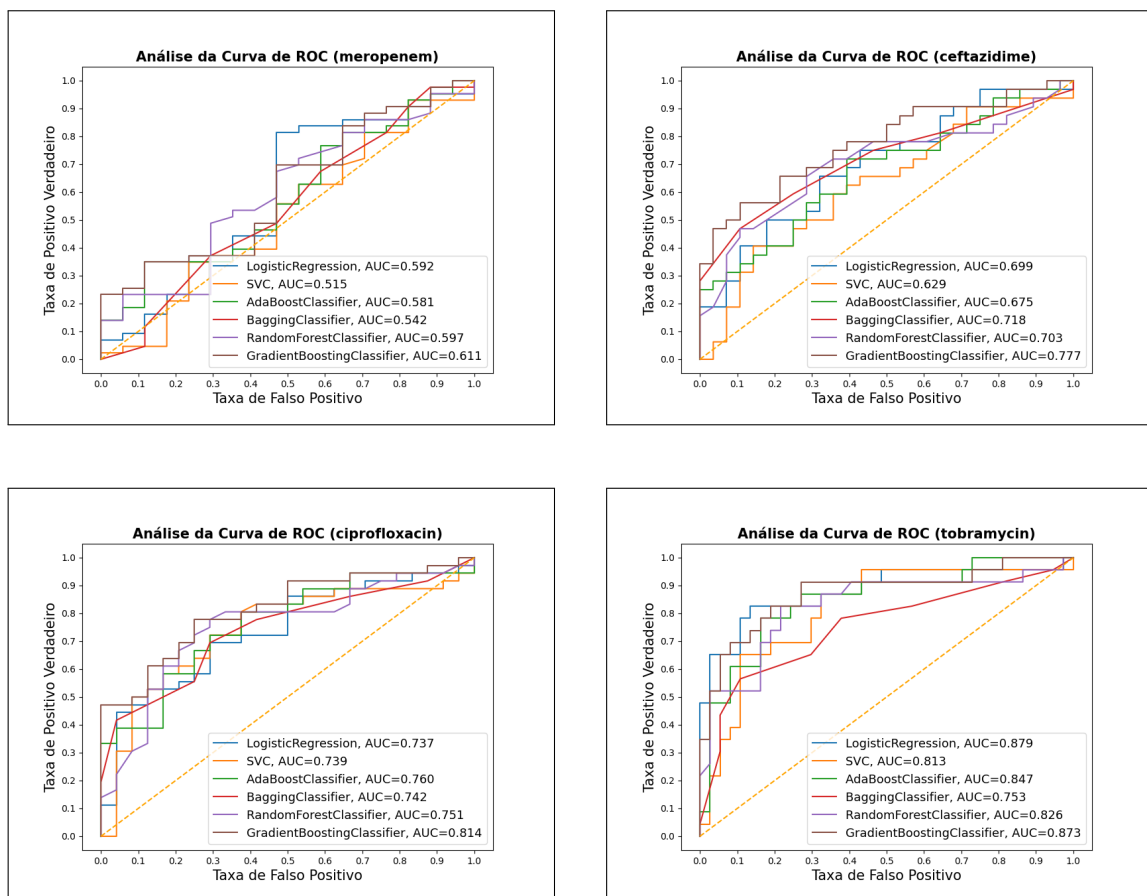 Análise da Curva de ROC (meropenem)
Taxa de Positivo Verdadeiro
1.0
0.9
0.8
0.7
0.6
0.5
0.4
0.3
0.2
0.1
0.0
LogisticRegression, AUC=0.592
SVC, AUC=0.515
AdaBoostClassifier, AUC=0.581
BaggingClassifier, AUC=0.542
RandomForestClassifier, AUC=0.597
GradientBoostingClassifier, AUC=0.611
0.0 0.1 0.2 0.3 0.4 0.5 0.6 0.7 0.8 0.9 1.0
Taxa de Falso Positivo
Análise da Curva de ROC (ceftazidime)
Taxa de Positivo Verdadeiro
1.0
0.9
0.8
0.7
0.6
0.5
0.4
0.3
0.2
0.1
0.0
LogisticRegression, AUC=0.699
SVC, AUC=0.629
AdaBoostClassifier, AUC=0.675
BaggingClassifier, AUC=0.718
RandomForestClassifier, AUC=0.703
GradientBoostingClassifier, AUC=0.777
0.0 0.1 0.2 0.3 0.4 0.5 0.6 0.7 0.8 0.9 1.0
Taxa de Falso Positivo
Análise da Curva de ROC (ciprofloxacin)
Taxa de Positivo Verdadeiro
1.0
0.9
0.8
0.7
0.6
0.5
0.4
0.3
0.2
0.1
0.0
LogisticRegression, AUC=0.737
SVC, AUC=0.739
AdaBoostClassifier, AUC=0.760
BaggingClassifier, AUC=0.742
RandomForestClassifier, AUC=0.751
GradientBoostingClassifier, AUC=0.814
0.0 0.1 0.2 0.3 0.4 0.5 0.6 0.7 0.8 0.9 1.0
Taxa de Falso Positivo
Análise da Curva de ROC (tobramycin)
Taxa de Positivo Verdadeiro
1.0
0.9
0.8
0.7
0.6
0.5
0.4
0.3
0.2
0.1
0.0
LogisticRegression, AUC=0.879
SVC, AUC=0.813
AdaBoostClassifier, AUC=0.847
BaggingClassifier, AUC=0.753
RandomForestClassifier, AUC=0.826
GradientBoostingClassifier, AUC=0.873
0.0 0.1 0.2 0.3 0.4 0.5 0.6 0.7 0.8 0.9 1.0
Taxa de Falso Positivo